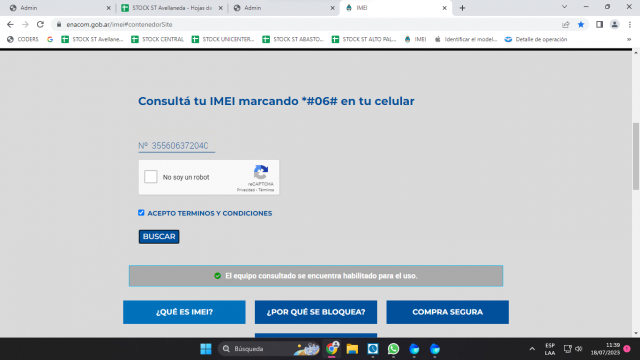 Admin
STOCK ST Avellaneda - Hojas de
Admin
IMEI
enacom.gob.ar/imei#contenedorSite
CODERS
G
STOCK ST Avellane...
STOCK CENTRAL
STOCK UNICENTER...
STOCK ST ABASTO...
STOCK ST ALTO PAL...
IMEI
Identificar el model...
Detalle de operación
Consultá tu IMEI marcando *#06# en tu celular
Nº 355606372040
No soy un robot
reCAPTCHA
Privacidad - Términos
ACEPTO TERMINOS Y CONDICIONES
BUSCAR
El equipo consultado se encuentra habilitado para el uso.
¿QUÉ ES IMEI?
¿POR QUÉ SE BLOQUEA?
COMPRA SEGURA
Búsqueda
ESP
LAA
11:39
18/07/2023